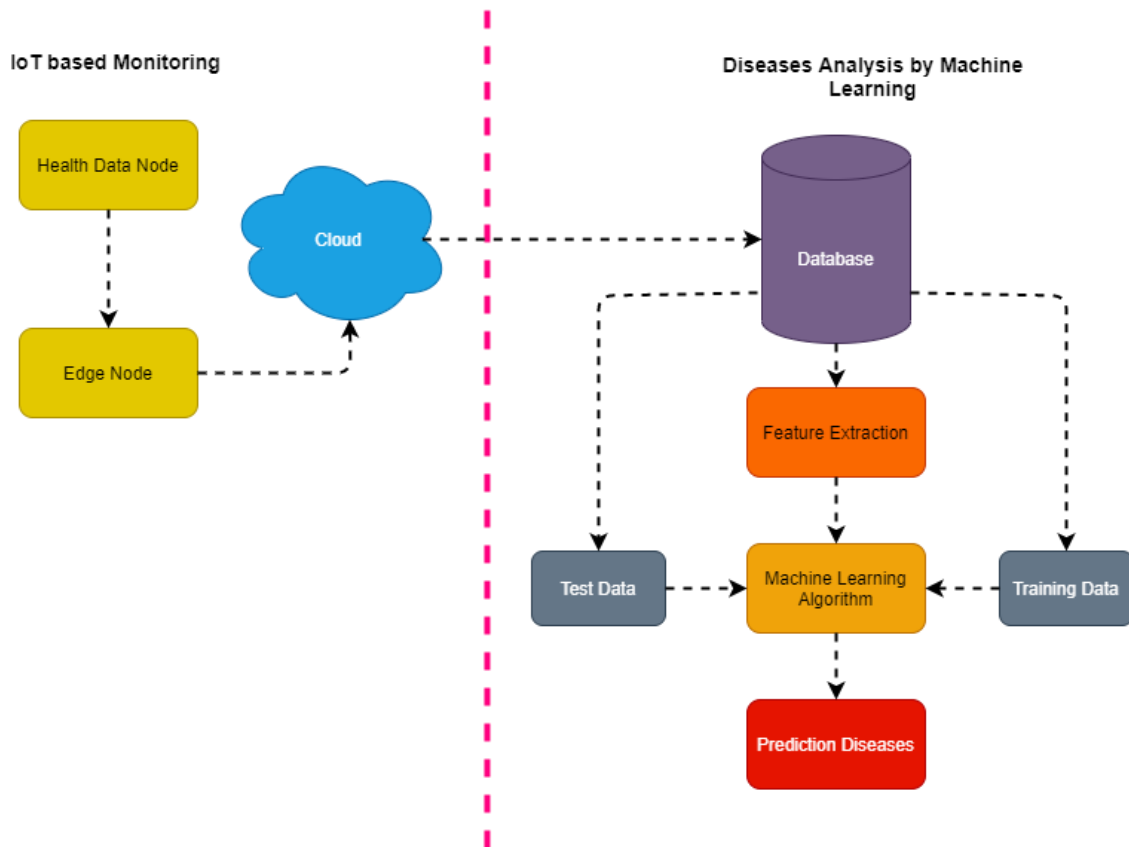 IoT based Monitoring
Diseases Analysis by Machine
Learning
Health Data Node
Cloud
Database
Edge Node
Feature Extraction
Test Data
Machine Learning
Algorithm
Training Data
Prediction Diseases